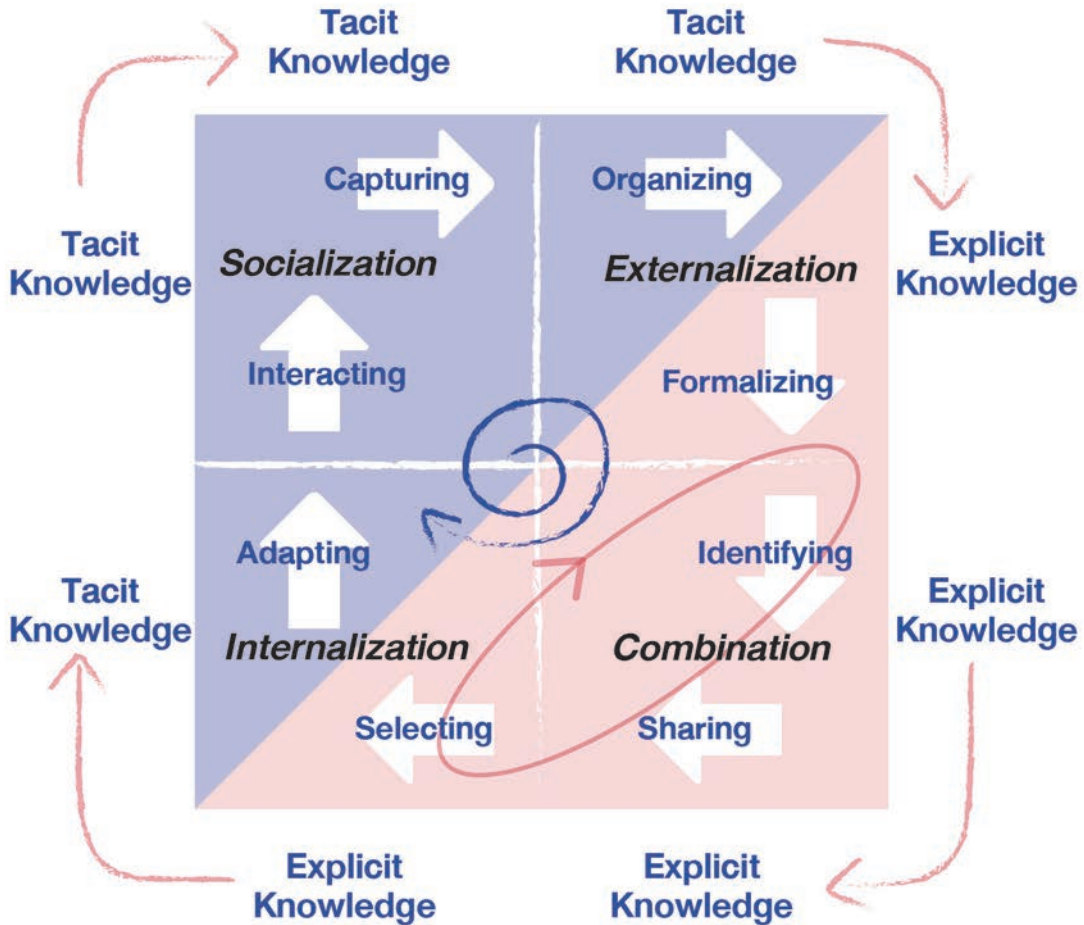 Tacit
Knowledge
Tacit
Knowledge
Capturing
Organizing
Tacit
Knowledge
Socialization
Externalization
Explicit
Knowledge
Interacting
Formalizing
Adapting
Identifying
Tacit
Knowledge
Explicit
Knowledge
Internalization
Combination
Selecting
Sharing
Explicit
Knowledge
Explicit
Knowledge